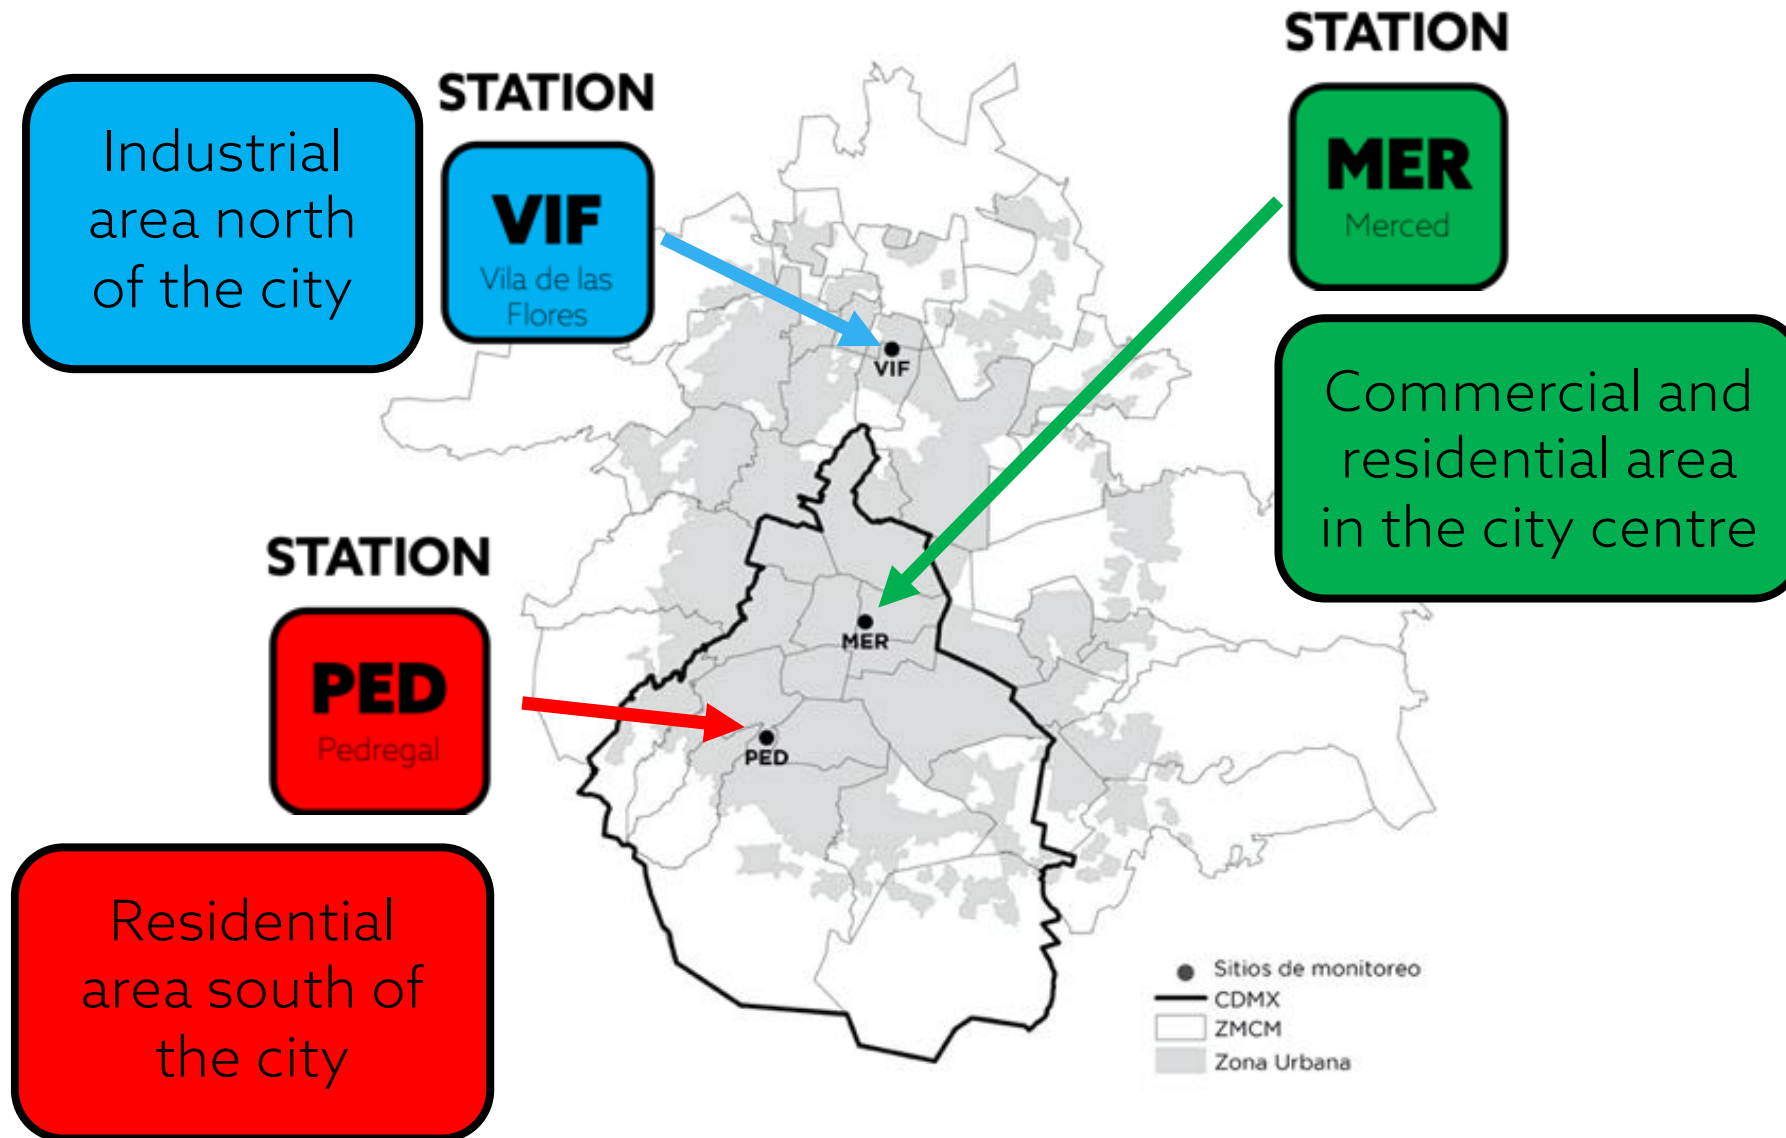 STATION
MER
Merced
STATION
VIF
Vila de las
Flores
Industrial
area north
of the city
Commercial and
residential area
in the city centre
VIF
STATION
PED
Pedregal
MER
PED
Residential
area south of
the city
Sitios de monitoreo
CDMX
ZMCM
Zona Urbana